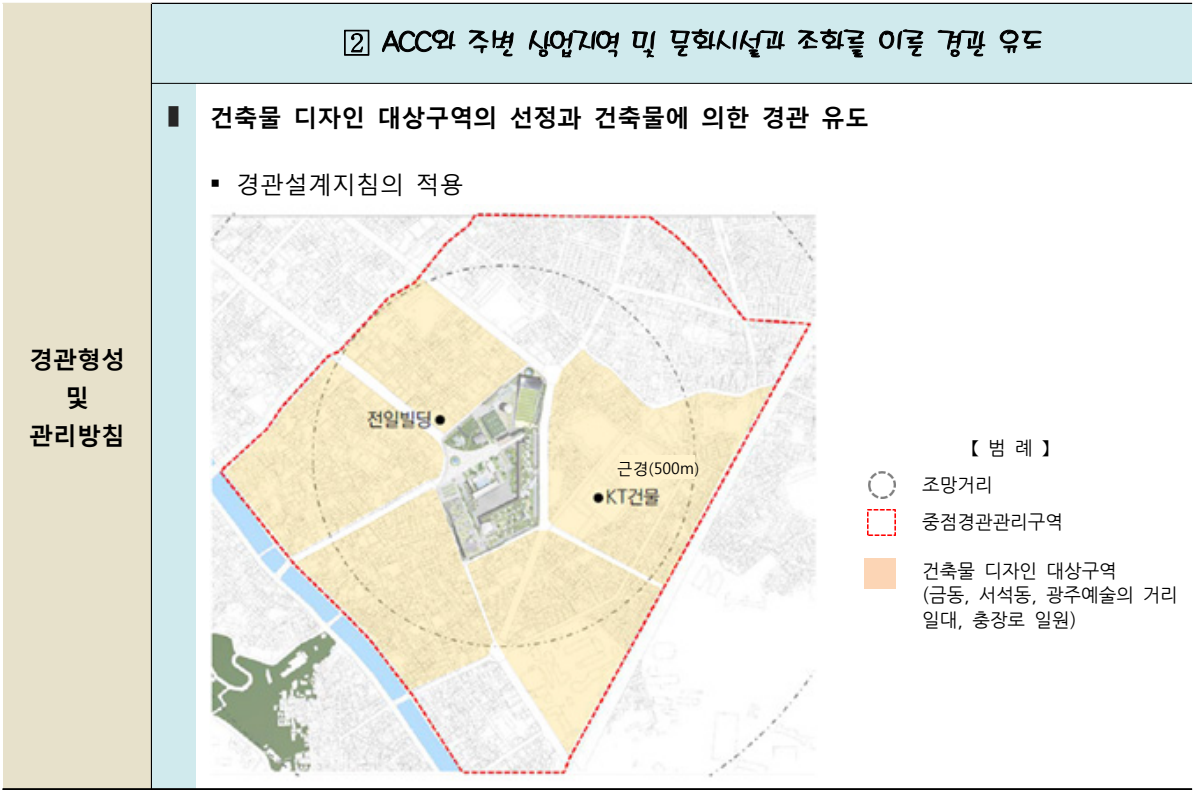 ② ACC와 주변 상업지역 및 문화시설과 조화를 이룬 경관 유도
경관형성
및
관리방침
▮ 건축물 디자인 대상구역의 선정과 건축물에 의한 경관 유도
▪ 경관설계지침의 적용
전일빌딩
근경(500m)
KT건물
【 범 례 】
조망거리
중점경관관리구역
건축물 디자인 대상구역
(금동, 서석동, 광주예술의 거리
일대, 충장로 일원)